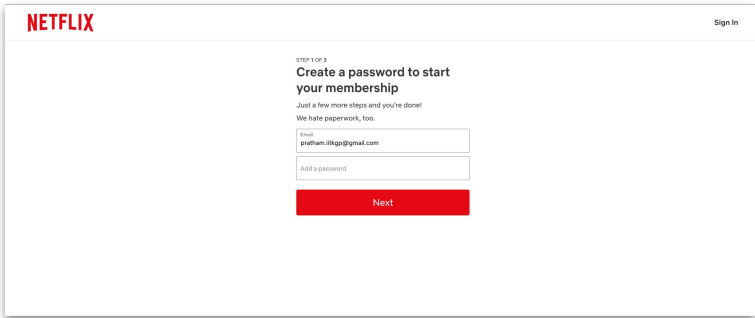 NETFLIX
Sign In
STEP 1 OF 3
Create a password to start
your membership
Just a few more steps and you're done!
We hate paperwork, too.
Email
pratham.iitkgp@gmail.com
Add a password
Next